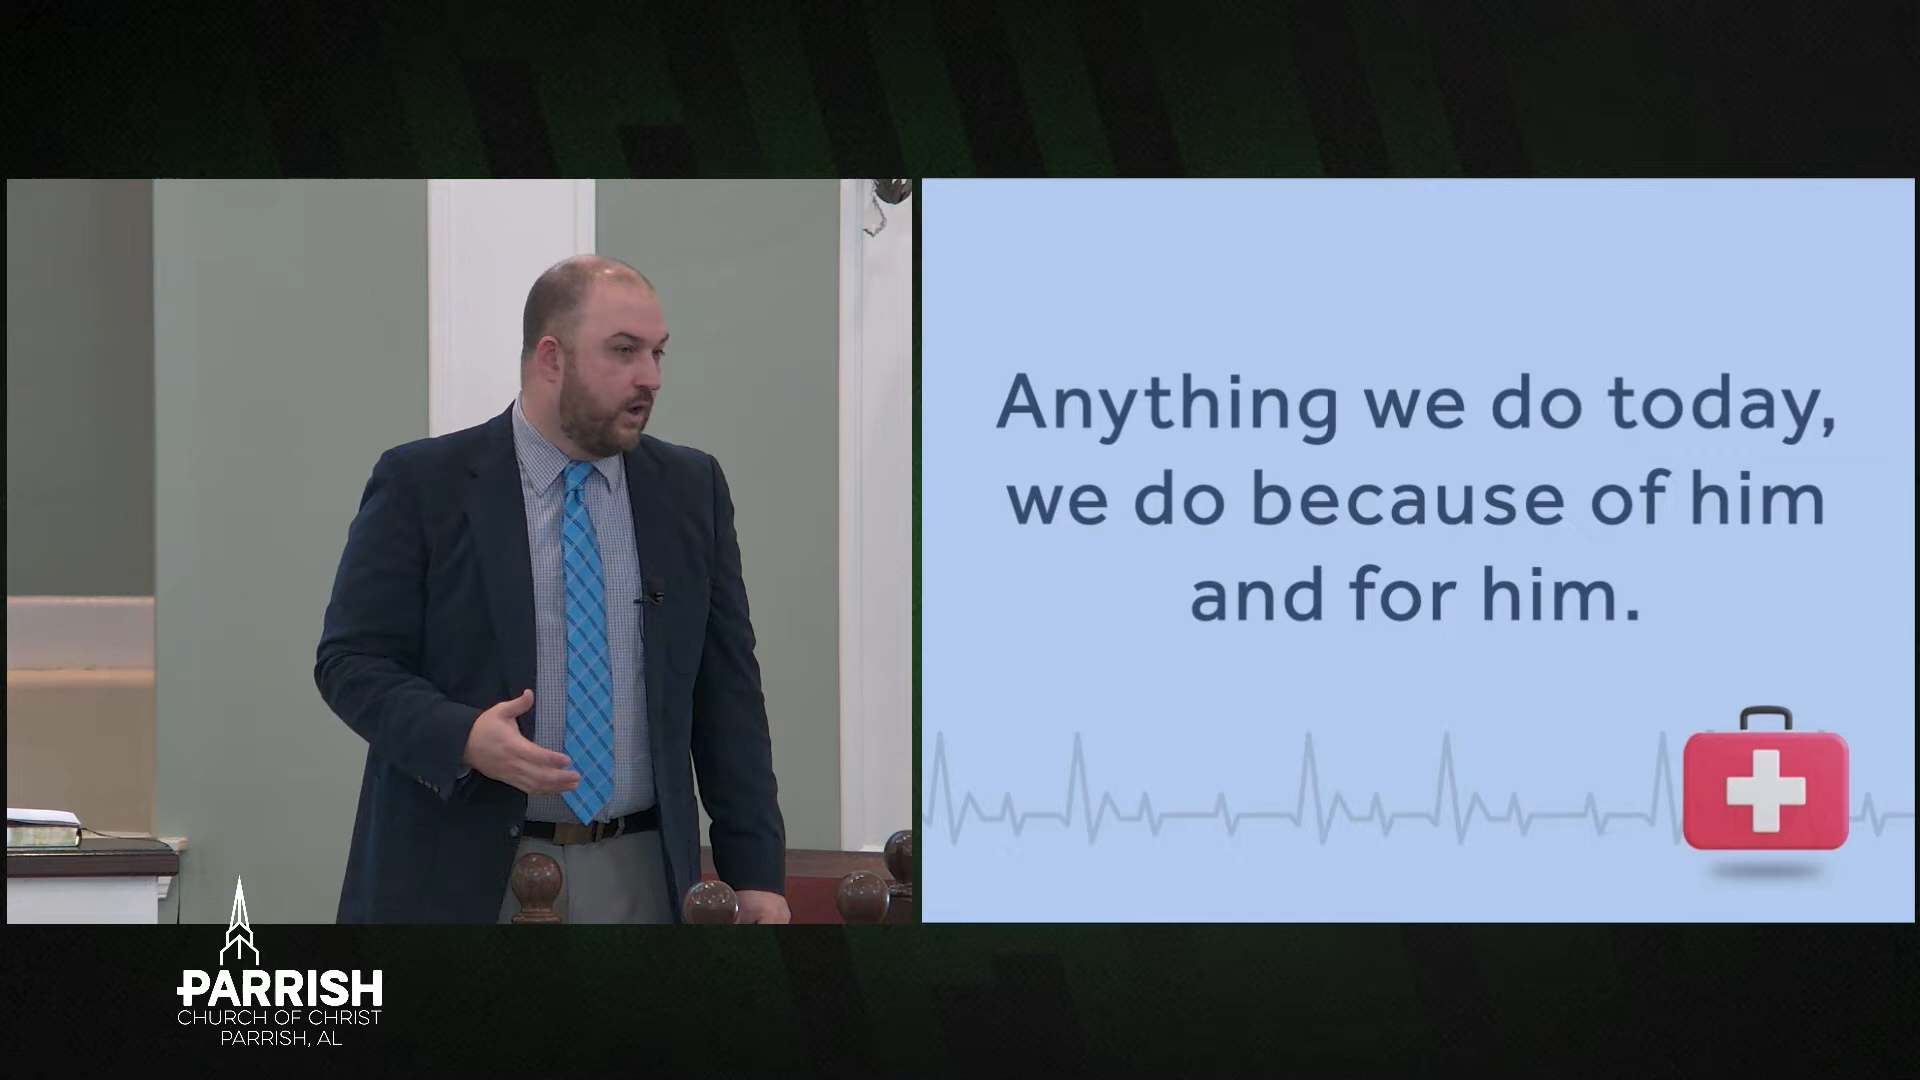 Anything we do today,
we do because of him
and for him.
PARRISH
CHURCH OF CHRIST
PARRISH, AL